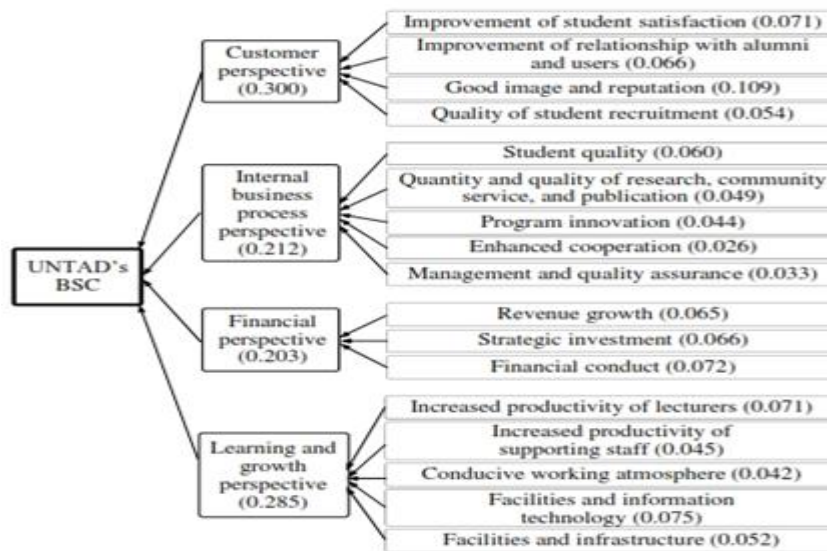 UNTAD's
BSC
Customer
perspective
(0.300)
Improvement of student satisfaction (0.071)
Improvement of relationship with alumni
and users (0.066)
Good image and reputation (0.109)
Quality of student recruitment (0.054)
Internal
business
process
perspective
(0.212)
Student quality (0.060)
Quantity and quality of research, community
service, and publication (0.049)
Program innovation (0.044)
Enhanced cooperation (0.026)
Management and quality assurance (0.033)
Financial
perspective
(0.203)
Revenue growth (0.065)
Strategic investment (0.066)
Financial conduct (0.072)
Learning and
growth
perspective
(0.285)
Increased productivity of lecturers (0.071)
Increased productivity of
supporting staff (0.045)
Conducive working atmosphere (0.042)
Facilities and information
technology (0.075)
Facilities and infrastructure (0.052)